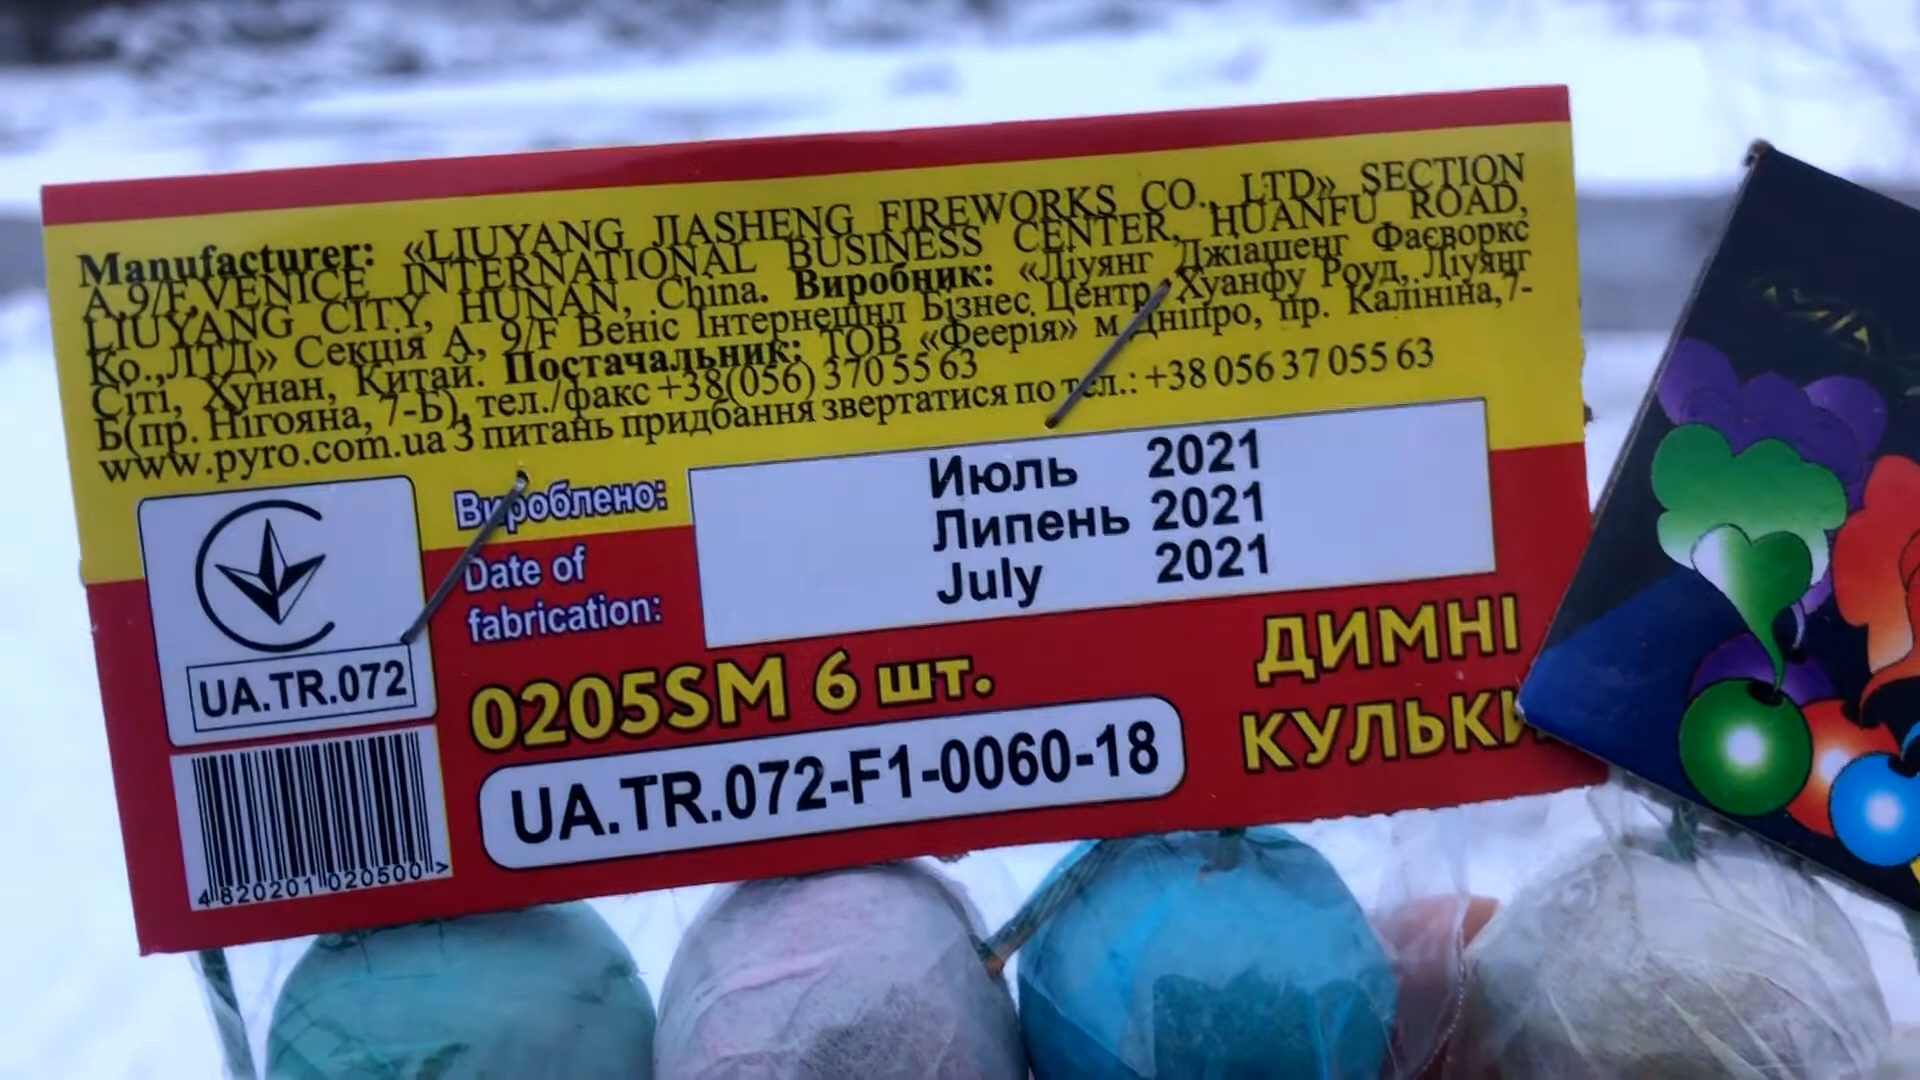 Manufacturer: «LIUYANG JIASHENG FIREWORKS CO., LTD» SECTION
A,9/F,VENICE INTERNATIONAL BUSINESS CENTER, HUANFU ROAD,
LIUYANG CITY, HUNAN, China. Виробник: «Ліуянг Джіашенг Фаєворкс
Ко.,ЛТД» Секція А, 9/F Веніс Інтернешнл Бізнес Центр, Хуанфу Роуд, Ліуянг
Сіті, Хунан, Китай. Постачальник: ТОВ «Феерія» м Дніпро, пр. Калініна,7-
Б(пр. Нігояна, 7-Б), тел./факс +38(056) 370 55 63
www.pyro.com.ua З питань придбання звертатися по тел.: +38 056 37 055 63
Вироблено:
Date of
fabrication:
Июль 2021
Липень 2021
July 2021
UA.TR.072
0205SM 6 шт.
ДИМНІ
КУЛЬКИ
UA.TR.072-F1-0060-18
4 820201 020500 >